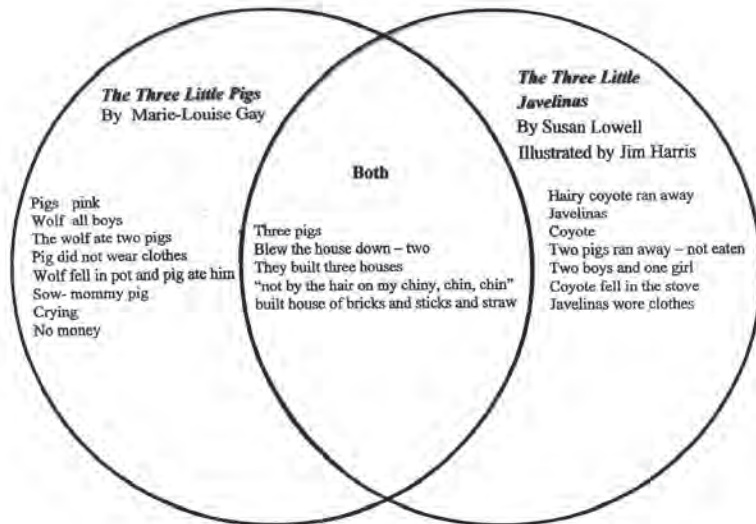 The Three Little Pigs
By Marie-Louise Gay
Pigs pink
Wolf all boys
The wolf ate two pigs
Pig did not wear clothes
Wolf fell in pot and pig ate him
Sow- mommy pig
Crying
No money
Both
Three pigs
Blew the house down – two
They built three houses
"not by the hair on my chiny, chin, chin"
built house of bricks and sticks and straw
The Three Little
Javelinas
By Susan Lowell
Illustrated by Jim Harris
Hairy coyote ran away
Javelinas
Coyote
Two pigs ran away – not eaten
Two boys and one girl
Coyote fell in the stove
Javelinas wore clothes